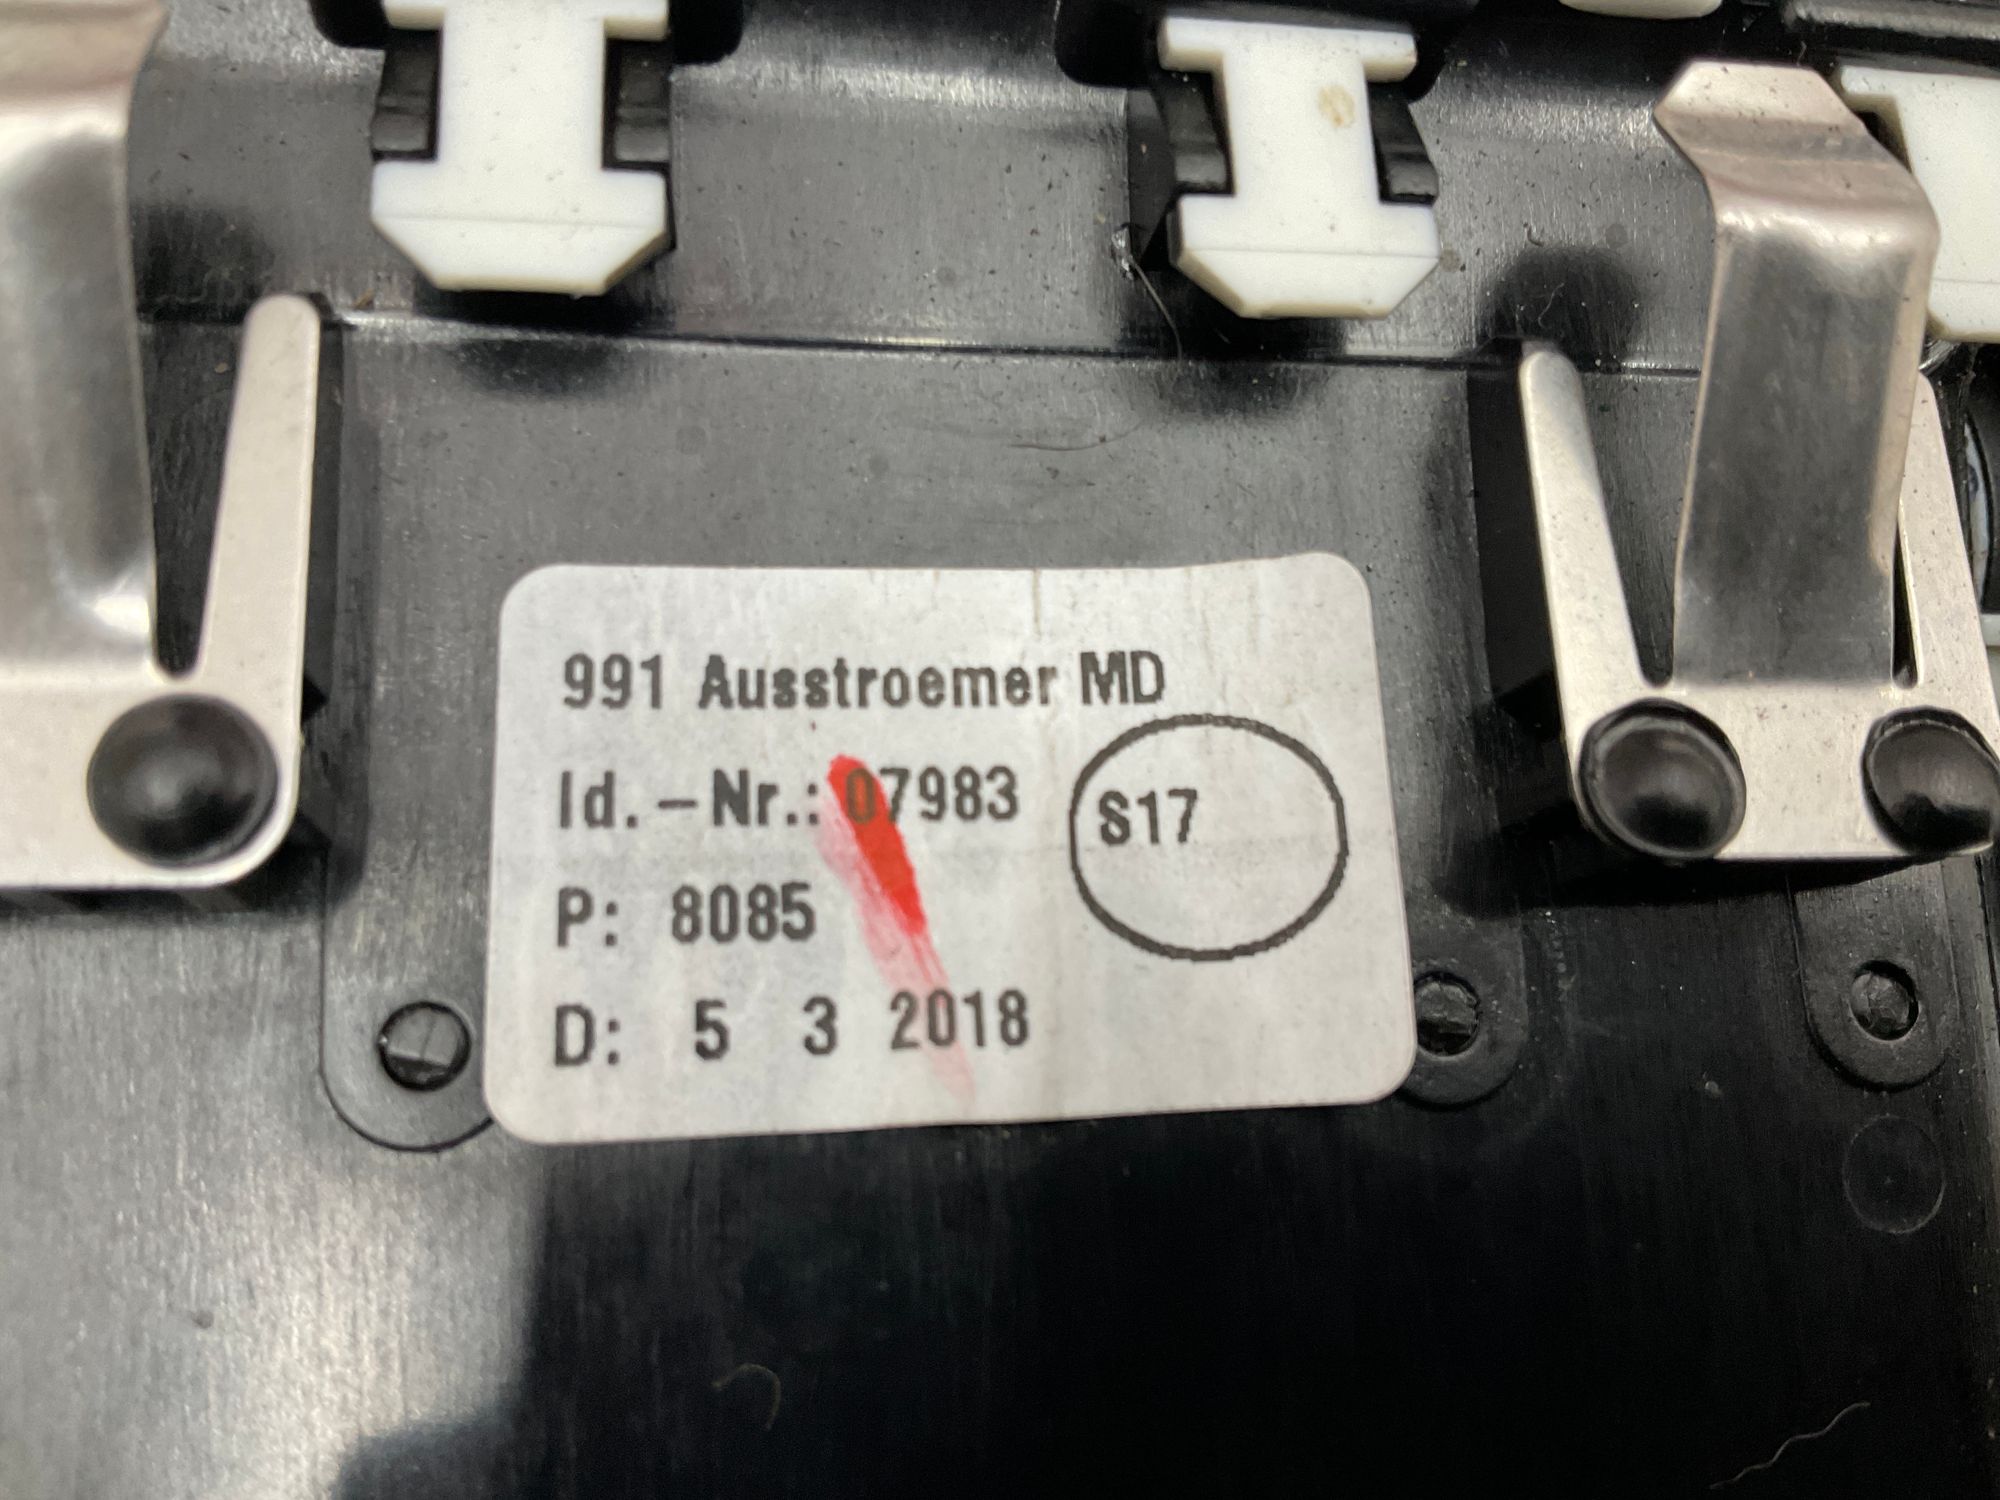 991 Ausstroemer MD
Id.-Nr.: 07983
S17
P: 8085
D: 5 3 2018